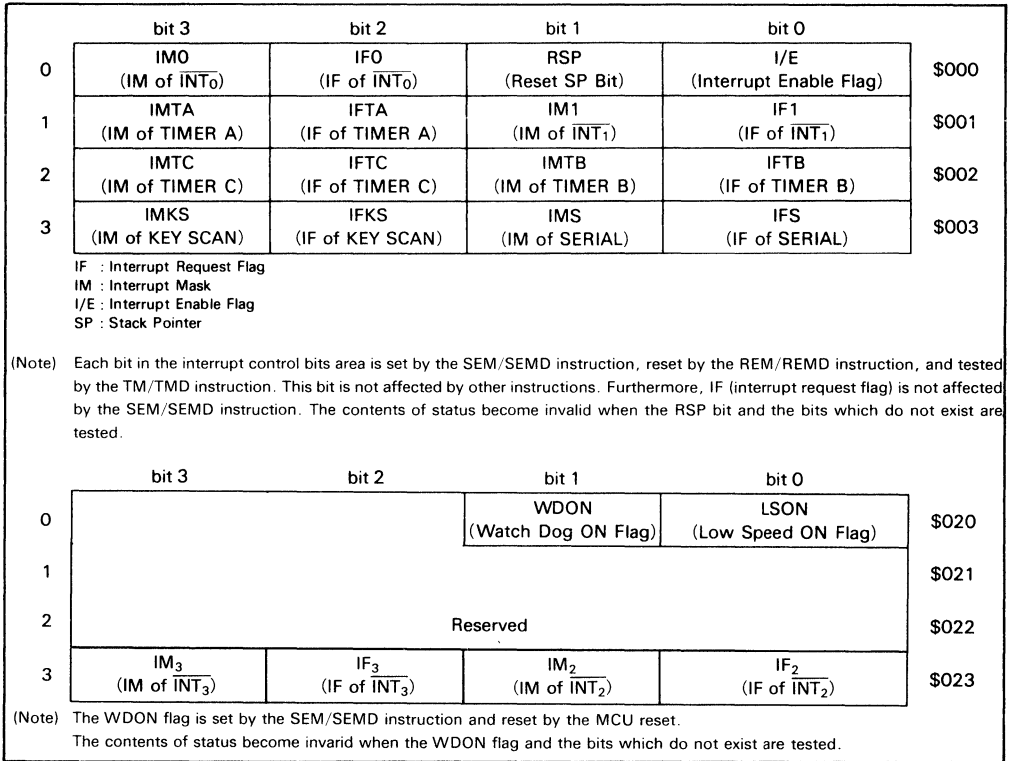 bit 3 bit 2 bit 1 bit 0
IM0 IF0 RSP I/E
0 $000
(IM of INT0) (IF of INT0) (Reset SP Bit) (Interrupt Enable Flag)
IMTA IFTA IM1 IF1
1 $001
(IM of TIMER A) (IF of TIMER A) (IM of INT1) (IF of INT1)
IMTC IFTC IMTB IFTB
2 $002
(IM of TIMER C) (IF of TIMER C) (IM of TIMER B) (IF of TIMER B)
IMKS IFKS IMS IFS
3 $003
(IM of KEY SCAN) (IF of KEY SCAN) (IM of SERIAL) (IF of SERIAL)
IF : Interrupt Request Flag
IM : Interrupt Mask
I/E : Interrupt Enable Flag
SP : Stack Pointer
(Note) Each bit in the interrupt control bits area is set by the SEM/SEMD instruction, reset by the REM/REMD instruction, and tested
by the TM/TMD instruction. This bit is not affected by other instructions. Furthermore, IF (interrupt request flag) is not affected
by the SEM/SEMD instruction. The contents of status become invalid when the RSP bit and the bits which do not exist are
tested.
bit 3 bit 2 bit 1 bit 0
WDON LSON
0 $020
(Watch Dog ON Flag) (Low Speed ON Flag)
1 $021
2 Reserved $022
IM3 IF3 IM2 IF2
3 $023
(IM of INT3) (IF of INT3) (IM of INT2) (IF of INT2)
(Note) The WDON flag is set by the SEM/SEMD instruction and reset by the MCU reset.
The contents of status become invarid when the WDON flag and the bits which do not exist are tested.